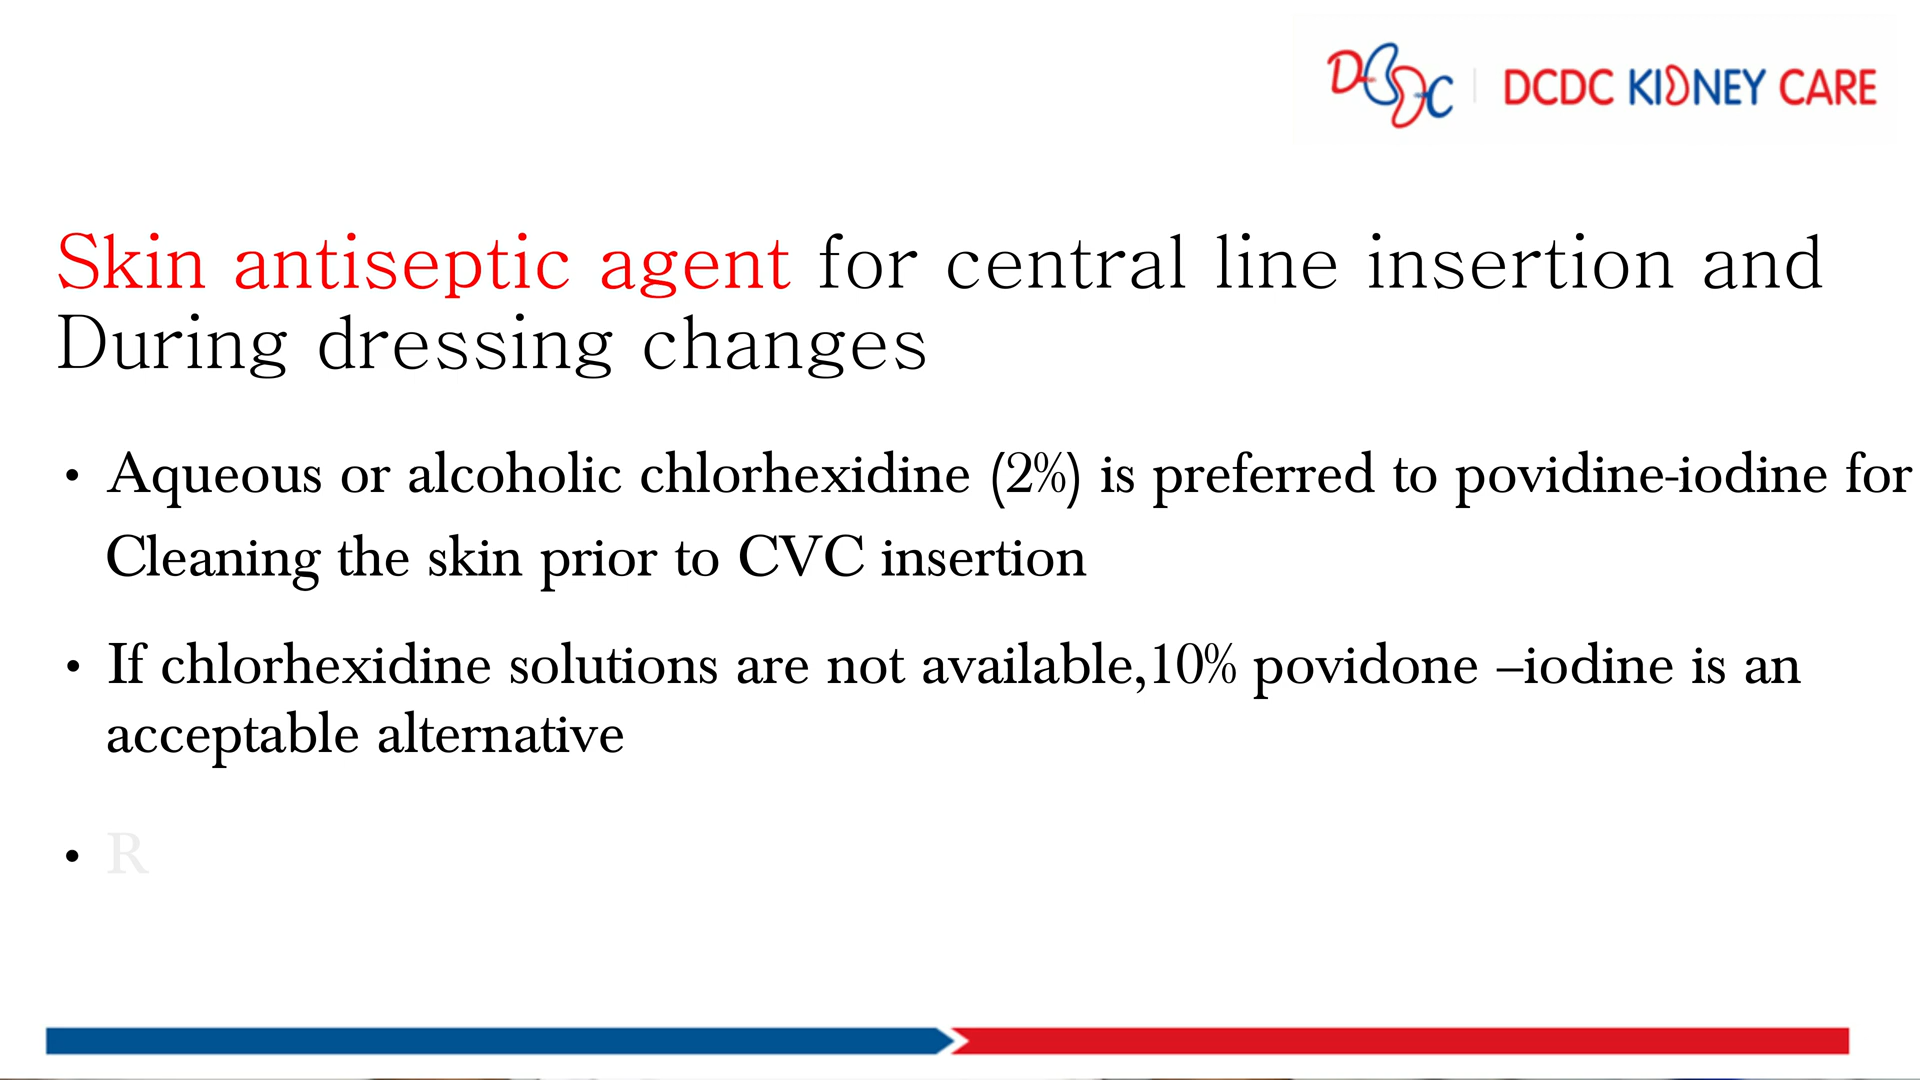 DCDC | DCDC KIDNEY CARE
Skin antiseptic agent for central line insertion and
During dressing changes
• Aqueous or alcoholic chlorhexidine (2%) is preferred to povidine-iodine for
Cleaning the skin prior to CVC insertion
• If chlorhexidine solutions are not available,10% povidone –iodine is an
acceptable alternative
• R